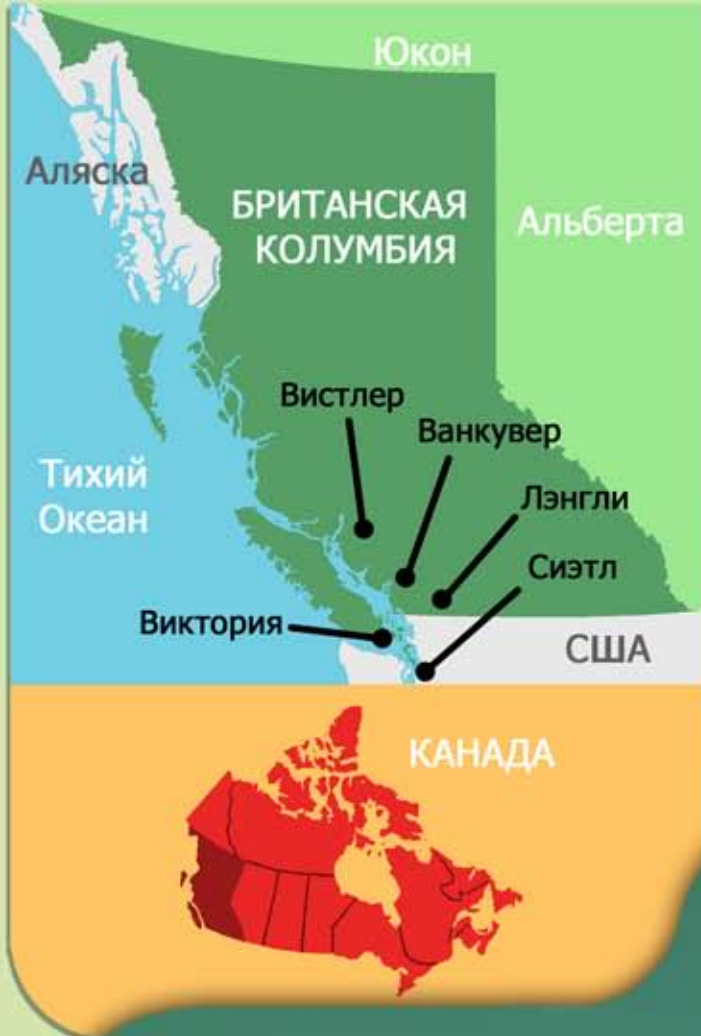 Юкон
Аляска
БРИТАНСКАЯ
КОЛУМБИЯ
Альберта
Вистлер
Ванкувер
Тихий
Океан
Лэнгли
Сиэтл
Виктория
США
КАНАДА